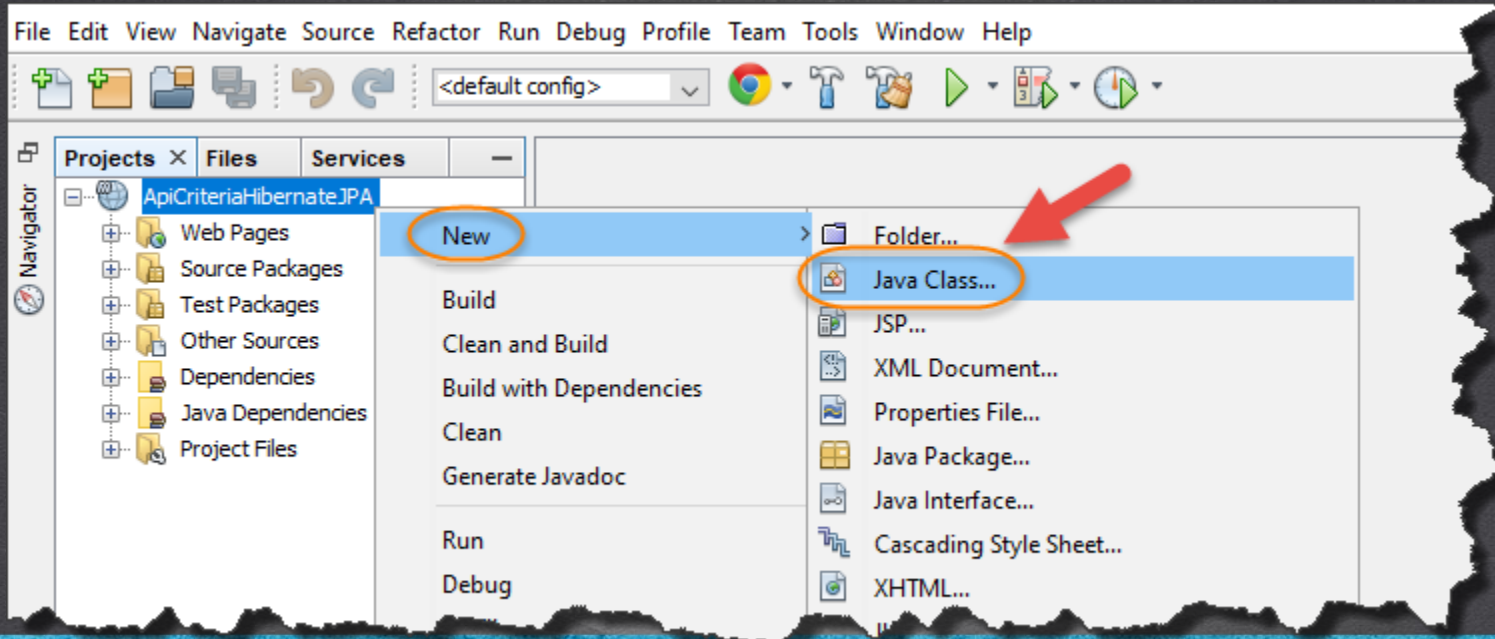 File Edit View Navigate Source Refactor Run Debug Profile Team Tools Window Help
<default config>
Projects Files Services
Navigator
ApiCriteriaHibernateJPA
Web Pages
Source Packages
Test Packages
Other Sources
Dependencies
Java Dependencies
Project Files
New
Build
Clean and Build
Build with Dependencies
Clean
Generate Javadoc
Run
Debug
Folder...
Java Class...
JSP...
XML Document...
Properties File...
Java Package...
Java Interface...
Cascading Style Sheet...
XHTML...